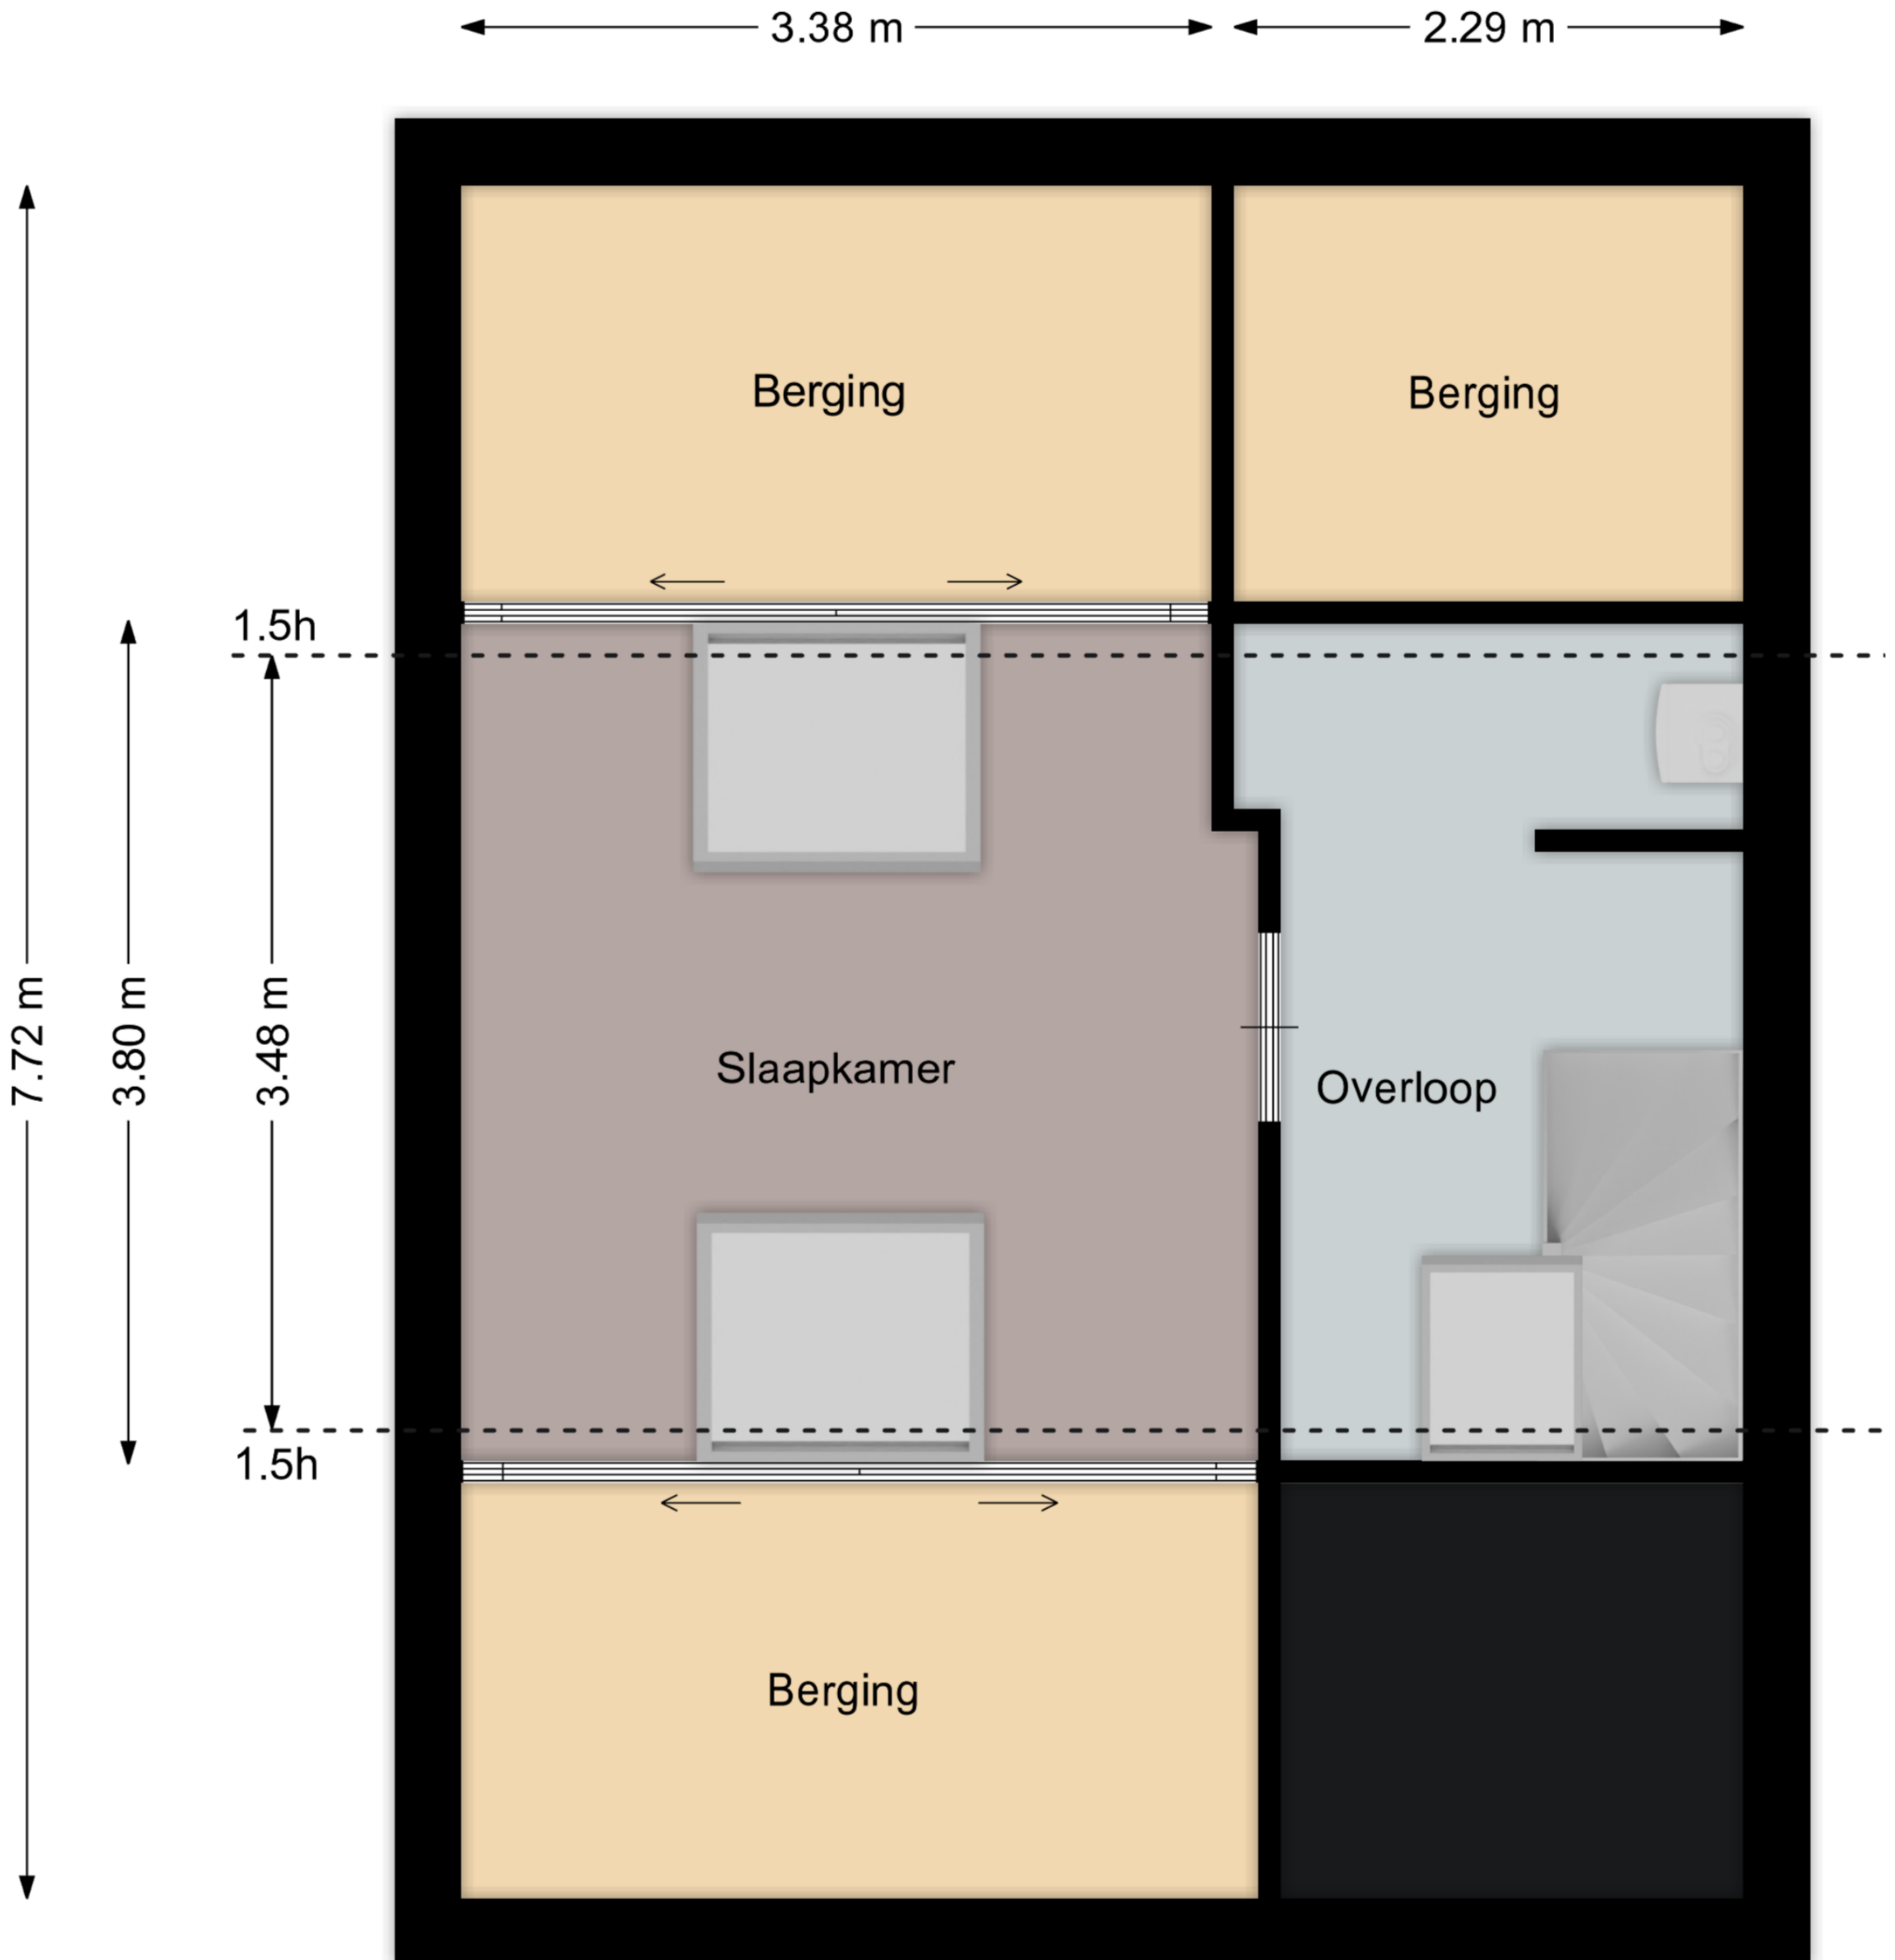 3.38 m
2.29 m
Berging
Berging
1.5h
7.72 m
3.80 m
3.48 m
Slaapkamer
Overloop
1.5h
Berging